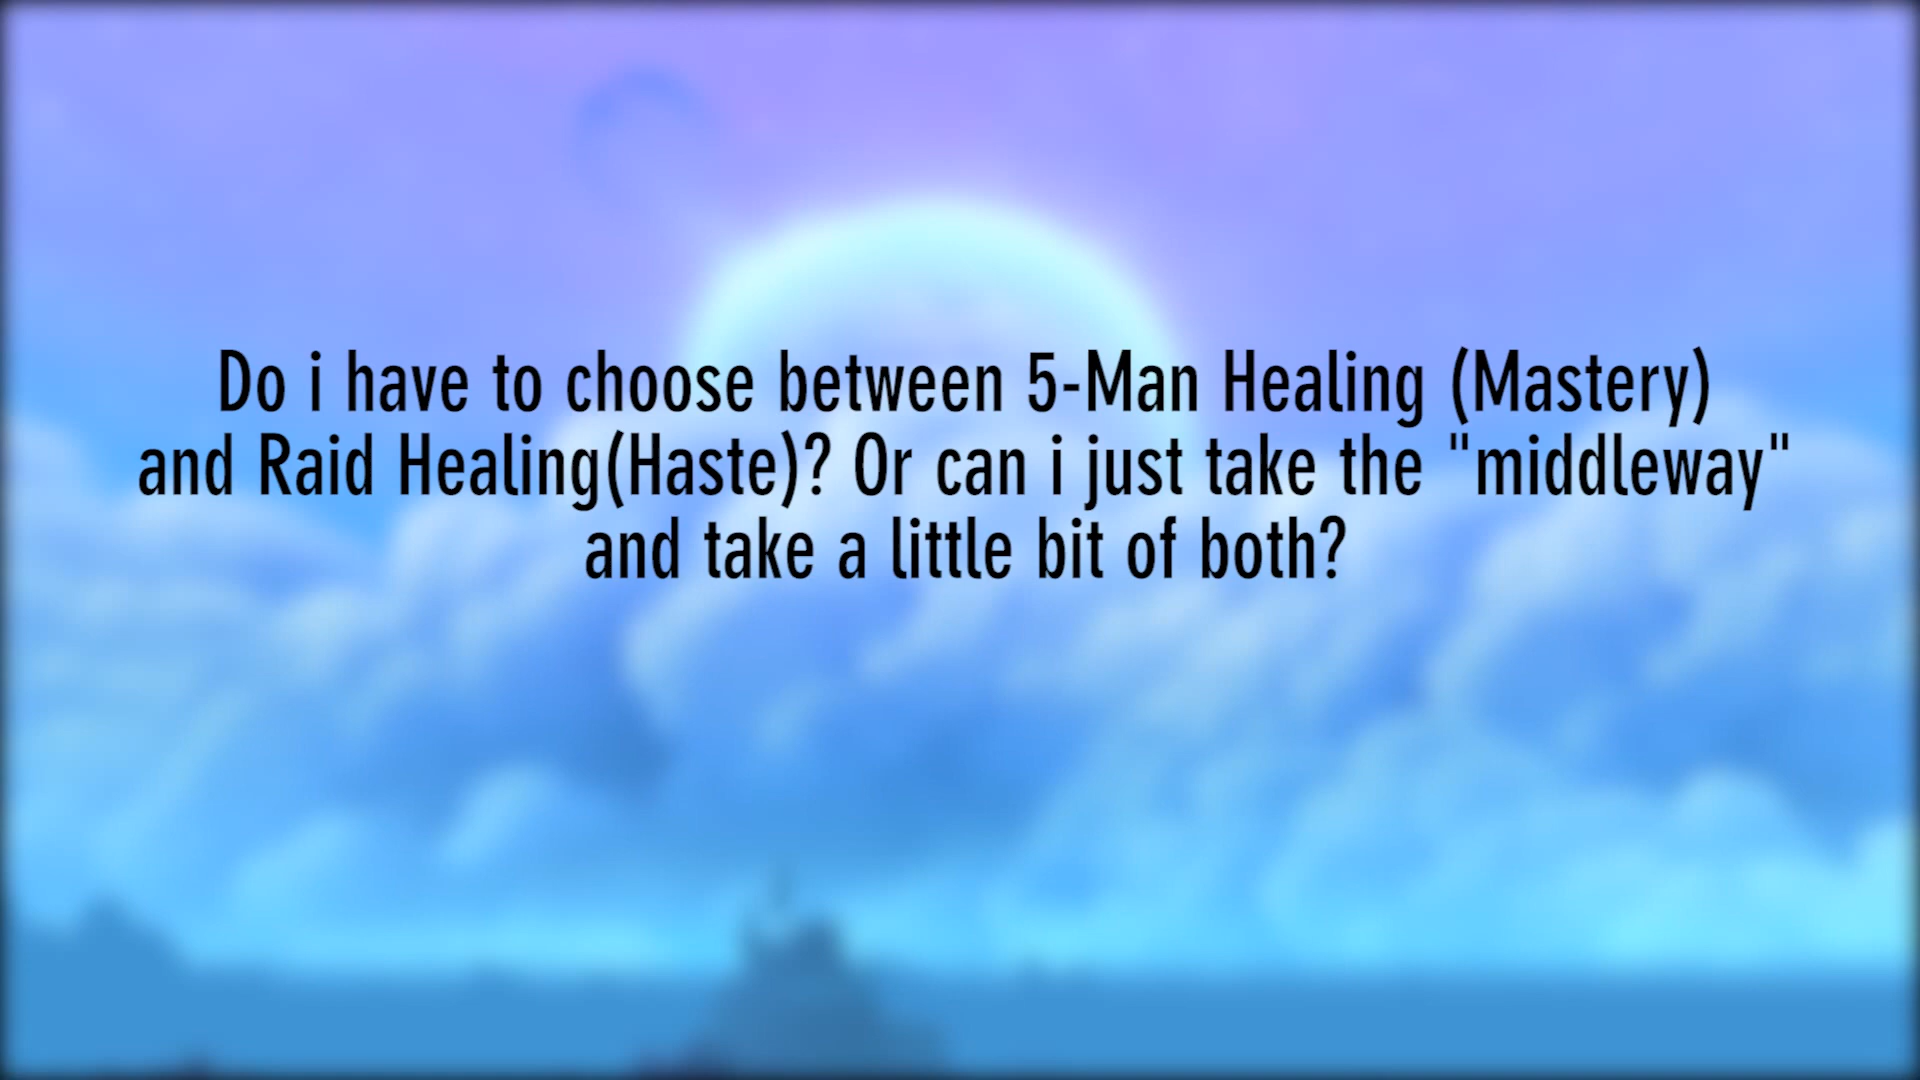 Do i have to choose between 5-Man Healing (Mastery)
and Raid Healing(Haste)? Or can i just take the "middleway"
and take a little bit of both?